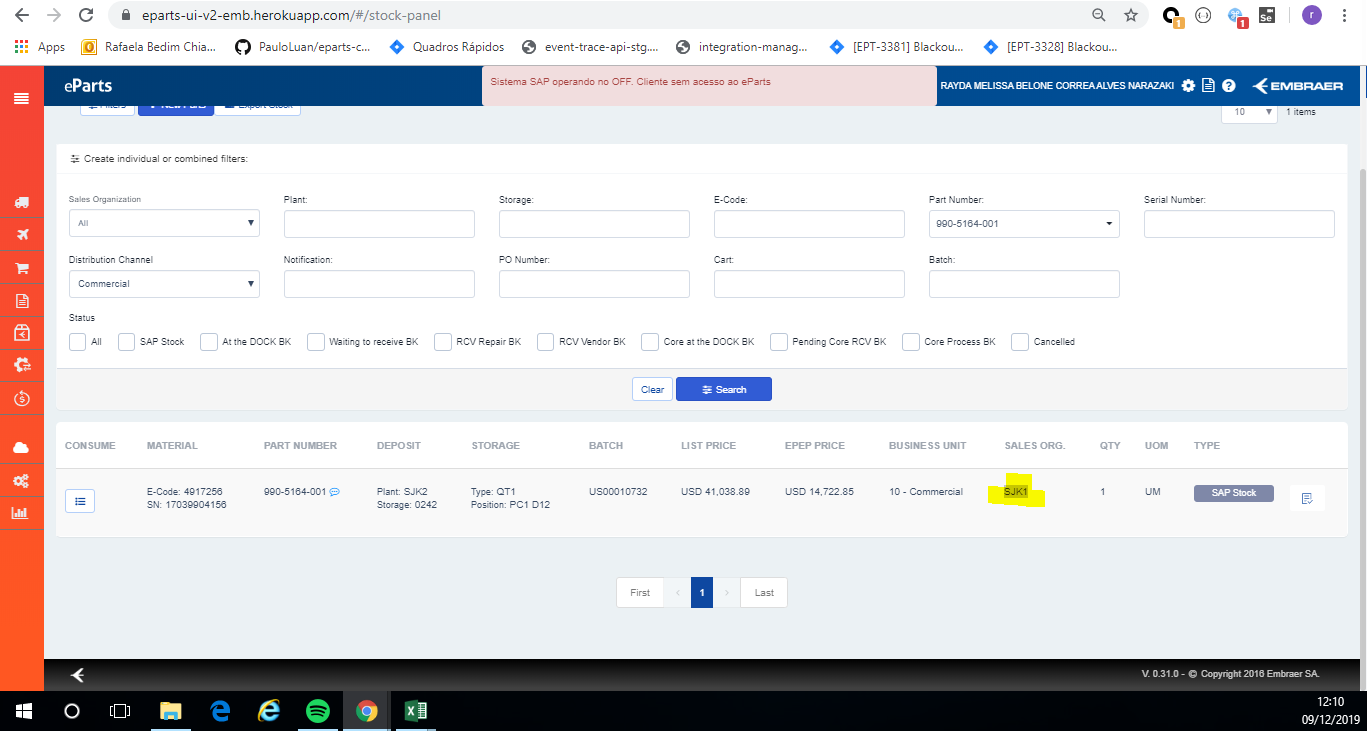 eparts-ui-v2-emb.herokuapp.com/#/stock-panel
1
1
Se
r
Apps
Rafaela Bedim Chia...
PauloLuan/eparts-c...
Quadros Rápidos
event-trace-api-stg....
integration-manag...
[EPT-3381] Blackou...
[EPT-3328] Blackou...
eParts
Sistema SAP operando no OFF. Cliente sem acesso ao eParts
RAYDA MELISSA BELONE CORREA ALVES NARAZAKI
?
EMBRAER
Filters
New Part
Export Stock
10
1 items
Create individual or combined filters:
Sales Organization
Plant:
Storage:
E-Code:
Part Number:
Serial Number:
All
990-5164-001
Distribution Channel
Notification:
PO Number:
Cart:
Batch:
Commercial
Status
All
SAP Stock
At the DOCK BK
Waiting to receive BK
RCV Repair BK
RCV Vendor BK
Core at the DOCK BK
Pending Core RCV BK
Core Process BK
Cancelled
Clear
Search
CONSUME
MATERIAL
PART NUMBER
DEPOSIT
STORAGE
BATCH
LIST PRICE
EPEP PRICE
BUSINESS UNIT
SALES ORG.
QTY
UOM
TYPE
E-Code: 4917256
SN: 17039904156
990-5164-001
Plant: SJK2
Storage: 0242
Type: QT1
Position: PC1 D12
US00010732
USD 41,038.89
USD 14,722.85
10 - Commercial
SJK1
1
UM
SAP Stock
First
‹
1
›
Last
V. 0.31.0 - © Copyright 2016 Embraer SA.
12:10
09/12/2019